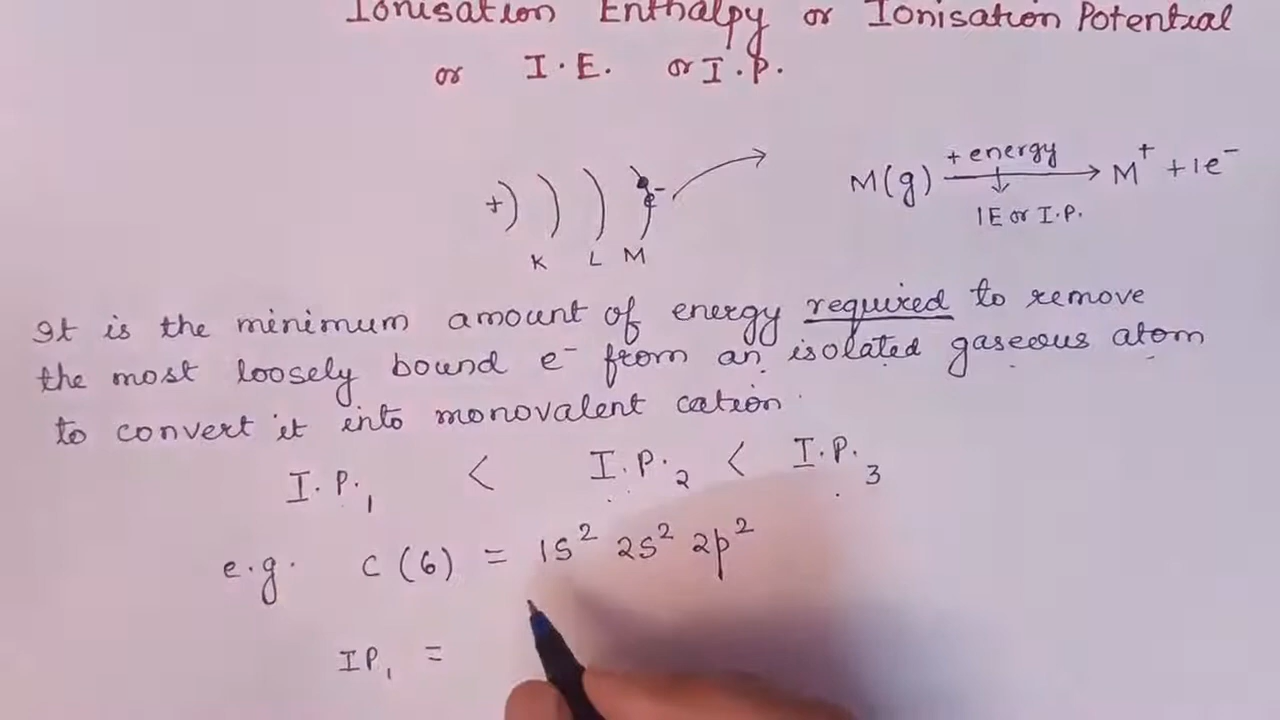 Ionisation Enthalpy or Ionisation Potential
or I.E. or I.P.
+) e-
K L M
M(g) + energy → M⁺ + 1e⁻
IE or I.P.
It is the minimum amount of energy required to remove
the most loosely bound e⁻ from an isolated gaseous atom
to convert it into monovalent cation.
I.P.₁ < I.P.₂ < I.P.₃
e.g. C (6) = 1s² 2s² 2p²
IP₁ =